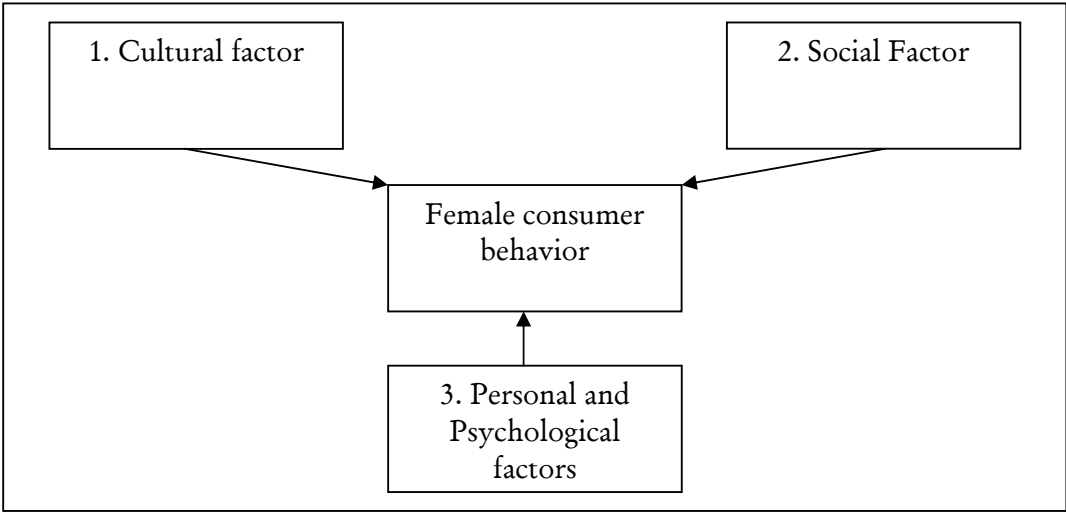 1. Cultural factor
2. Social Factor
Female consumer
behavior
3. Personal and
Psychological
factors